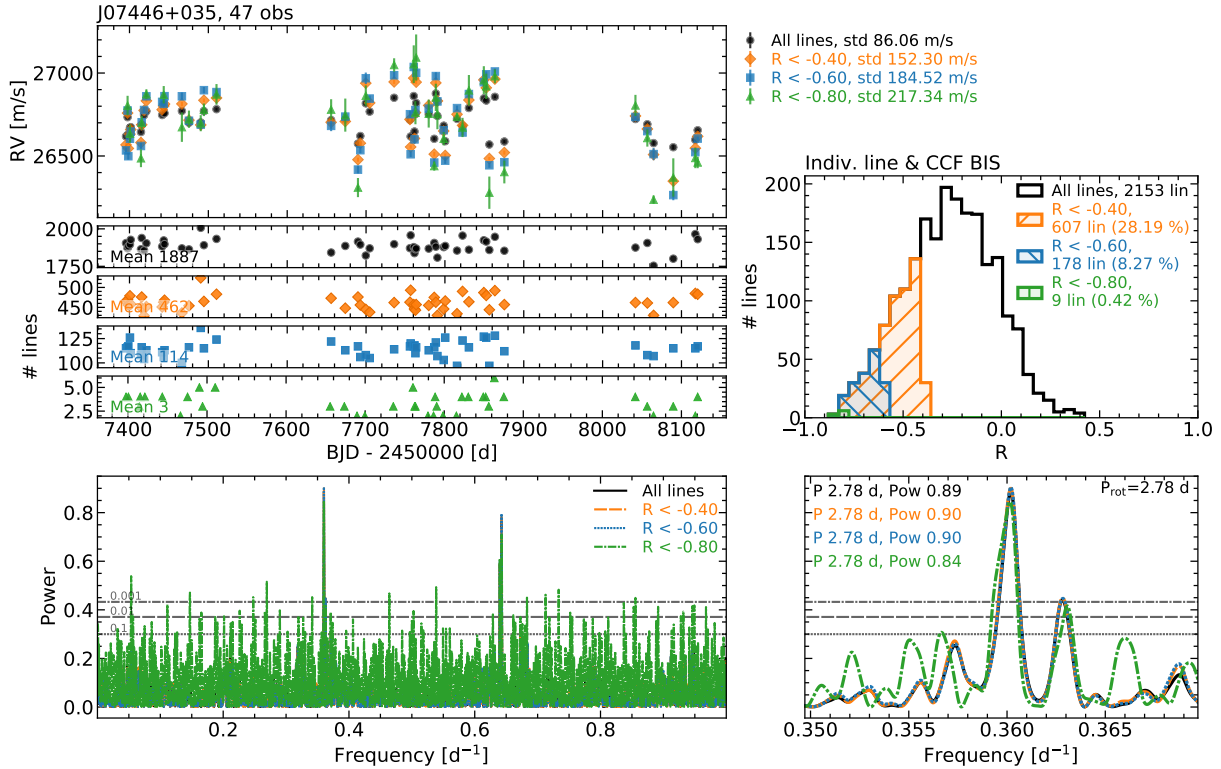 J07446+035, 47 obs
27000
26500
RV [m/s]
All lines, std 86.06 m/s
R < -0.40, std 152.30 m/s
R < -0.60, std 184.52 m/s
R < -0.80, std 217.34 m/s
2000
1750
Mean 1887
500
450
Mean 462
125
100
Mean 114
5.0
2.5
Mean 3
# lines
7400 7500 7600 7700 7800 7900 8000 8100
BJD - 2450000 [d]
Indiv. line & CCF BIS
200
150
100
50
0
# lines
All lines, 2153 lin
R < -0.40,
607 lin (28.19 %)
R < -0.60,
178 lin (8.27 %)
R < -0.80,
9 lin (0.42 %)
−1.0 −0.5 0.0 0.5 1.0
R
0.8
0.6
0.4
0.2
0.0
Power
All lines
R < -0.40
R < -0.60
R < -0.80
0.001
0.01
0.1
0.2 0.4 0.6 0.8
Frequency [d⁻¹]
P 2.78 d, Pow 0.89
P 2.78 d, Pow 0.90
P 2.78 d, Pow 0.90
P 2.78 d, Pow 0.84
Prot=2.78 d
0.350 0.355 0.360 0.365
Frequency [d⁻¹]